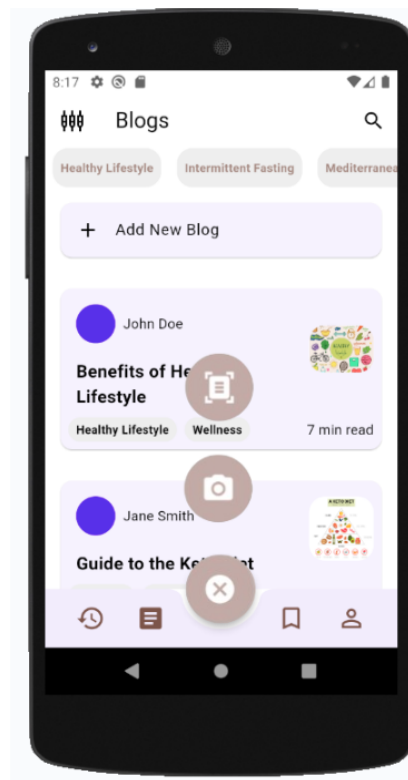 8:17
Blogs
Healthy Lifestyle
Intermittent Fasting
Mediterranea
+ Add New Blog
John Doe
Benefits of He
Lifestyle
Healthy Lifestyle
Wellness
7 min read
Jane Smith
Guide to the Ke et